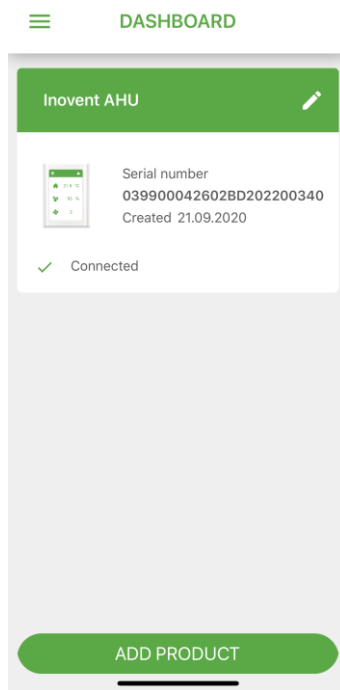 DASHBOARD
Inovent AHU
Serial number
039900042602BD202200340
Created 21.09.2020
Connected
ADD PRODUCT